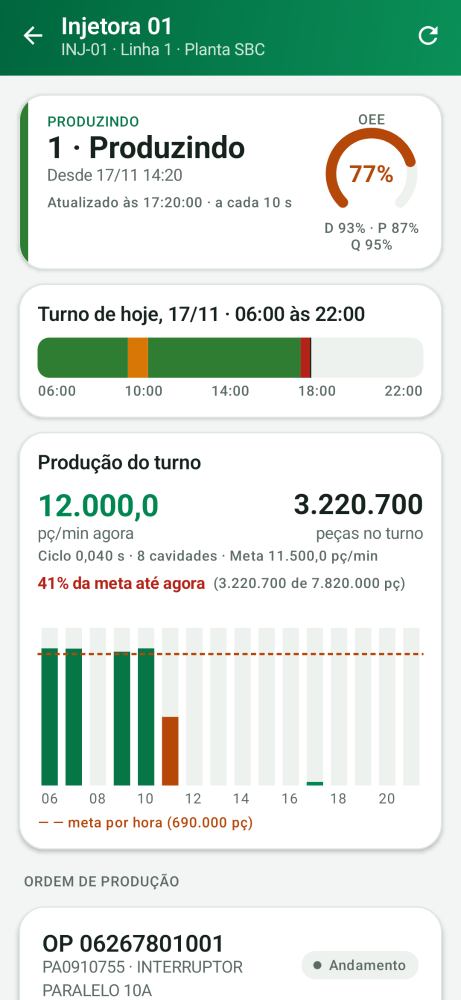 Injetora 01
INJ-01 · Linha 1 · Planta SBC
PRODUZINDO
1 · Produzindo
Desde 17/11 14:20
Atualizado às 17:20:00 · a cada 10 s
OEE
77%
D 93% · P 87%
Q 95%
Turno de hoje, 17/11 · 06:00 às 22:00
06:00 10:00 14:00 18:00 22:00
Produção do turno
12.000,0 3.220.700
pç/min agora peças no turno
Ciclo 0,040 s · 8 cavidades · Meta 11.500,0 pç/min
41% da meta até agora (3.220.700 de 7.820.000 pç)
06 08 10 12 14 16 18 20
— — meta por hora (690.000 pç)
ORDEM DE PRODUÇÃO
OP 06267801001
PA0910755 · INTERRUPTOR
PARALELO 10A
Andamento